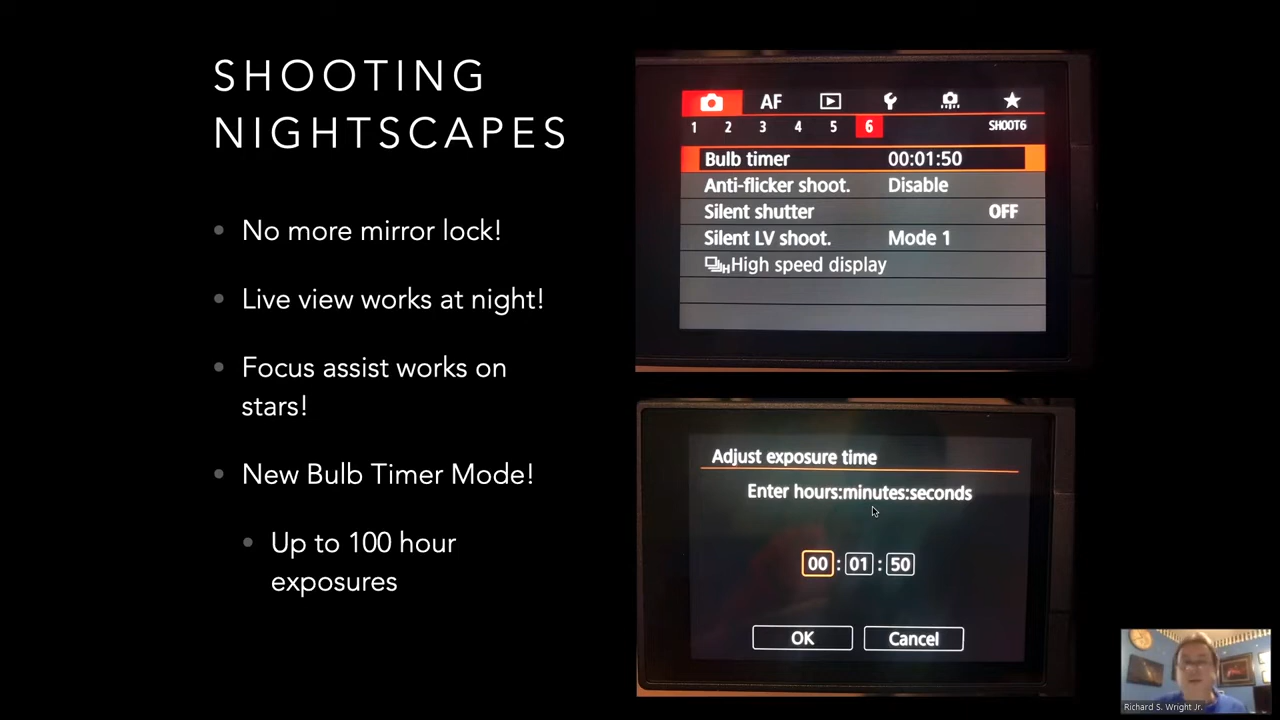 SHOOTING
NIGHTSCAPES
• No more mirror lock!
• Live view works at night!
• Focus assist works on
stars!
• New Bulb Timer Mode!
• Up to 100 hour
exposures
AF
1 2 3 4 5 6 SHOOT6
Bulb timer 00:01:50
Anti-flicker shoot. Disable
Silent shutter OFF
Silent LV shoot. Mode 1
H High speed display
Adjust exposure time
Enter hours:minutes:seconds
00 : 01 : 50
OK Cancel
Richard S. Wright Jr.